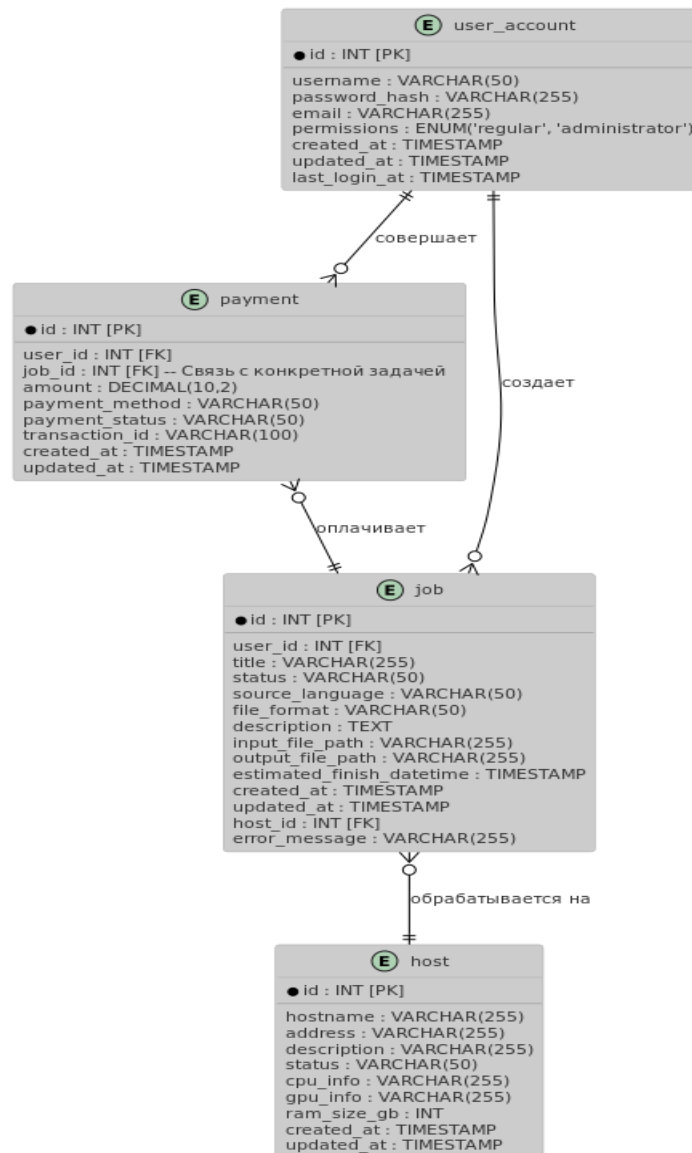 E user_account
id : INT [PK]
username : VARCHAR(50)
password_hash : VARCHAR(255)
email : VARCHAR(255)
permissions : ENUM('regular', 'administrator')
created_at : TIMESTAMP
updated_at : TIMESTAMP
last_login_at : TIMESTAMP
совершает
E payment
id : INT [PK]
user_id : INT [FK]
job_id : INT [FK] -- Связь с конкретной задачей
amount : DECIMAL(10,2)
payment_method : VARCHAR(50)
payment_status : VARCHAR(50)
transaction_id : VARCHAR(100)
created_at : TIMESTAMP
updated_at : TIMESTAMP
создает
оплачивает
E job
id : INT [PK]
user_id : INT [FK]
title : VARCHAR(255)
status : VARCHAR(50)
source_language : VARCHAR(50)
file_format : VARCHAR(50)
description : TEXT
input_file_path : VARCHAR(255)
output_file_path : VARCHAR(255)
estimated_finish_datetime : TIMESTAMP
created_at : TIMESTAMP
updated_at : TIMESTAMP
host_id : INT [FK]
error_message : VARCHAR(255)
обрабатывается на
E host
id : INT [PK]
hostname : VARCHAR(255)
address : VARCHAR(255)
description : VARCHAR(255)
status : VARCHAR(50)
cpu_info : VARCHAR(255)
gpu_info : VARCHAR(255)
ram_size_gb : INT
created_at : TIMESTAMP
updated_at : TIMESTAMP